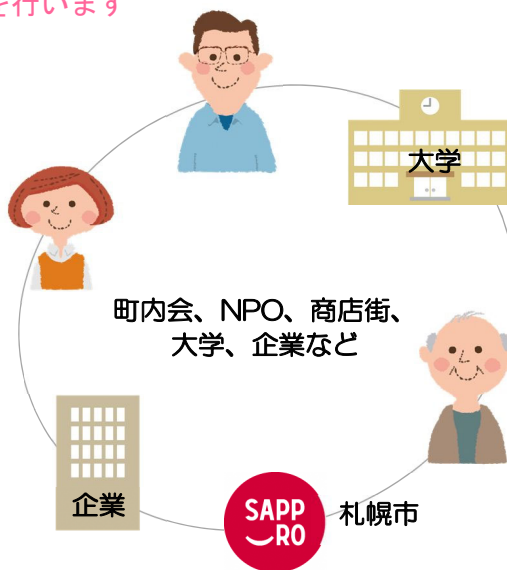 を行います
大学
町内会、NPO、商店街、
大学、企業など
企業
SAPP
RO
札幌市